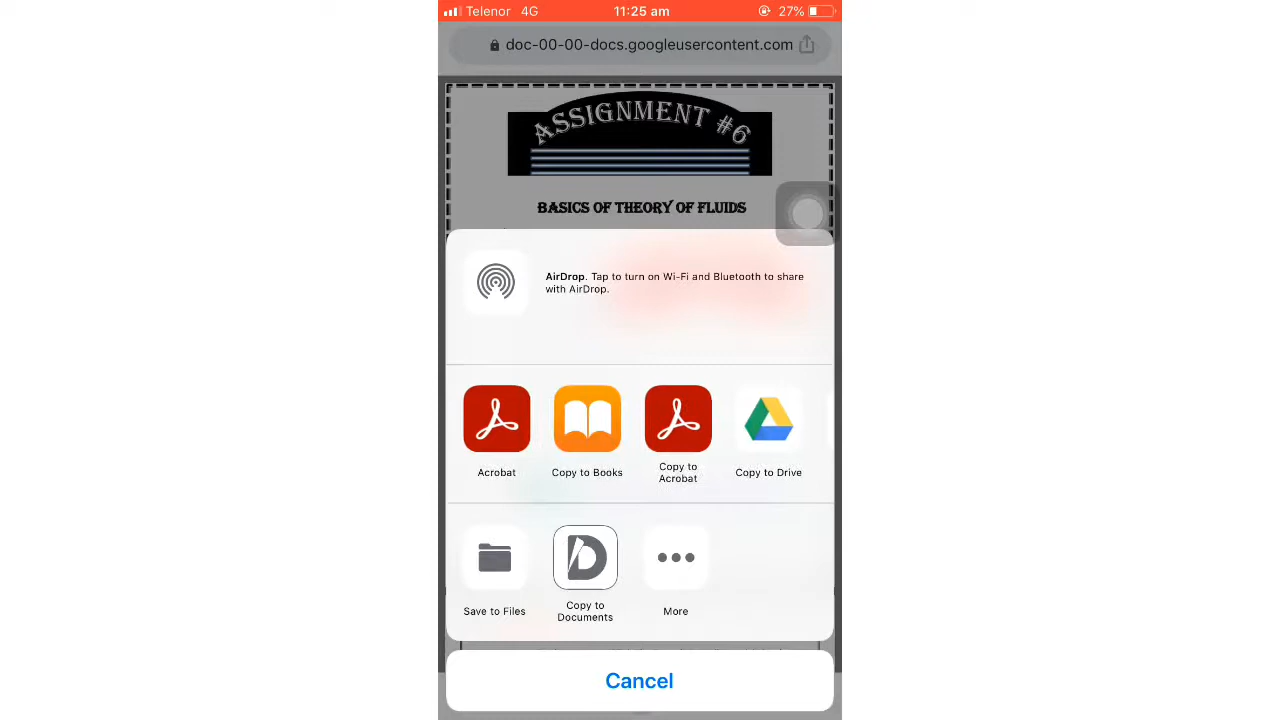 Telenor 4G 11:25 am 27%
doc-00-00-docs.googleusercontent.com
ASSIGNMENT #6
BASICS OF THEORY OF FLUIDS
AirDrop. Tap to turn on Wi-Fi and Bluetooth to share
with AirDrop.
Acrobat
Copy to Books
Copy to
Acrobat
Copy to Drive
Save to Files
Copy to
Documents
More
Cancel